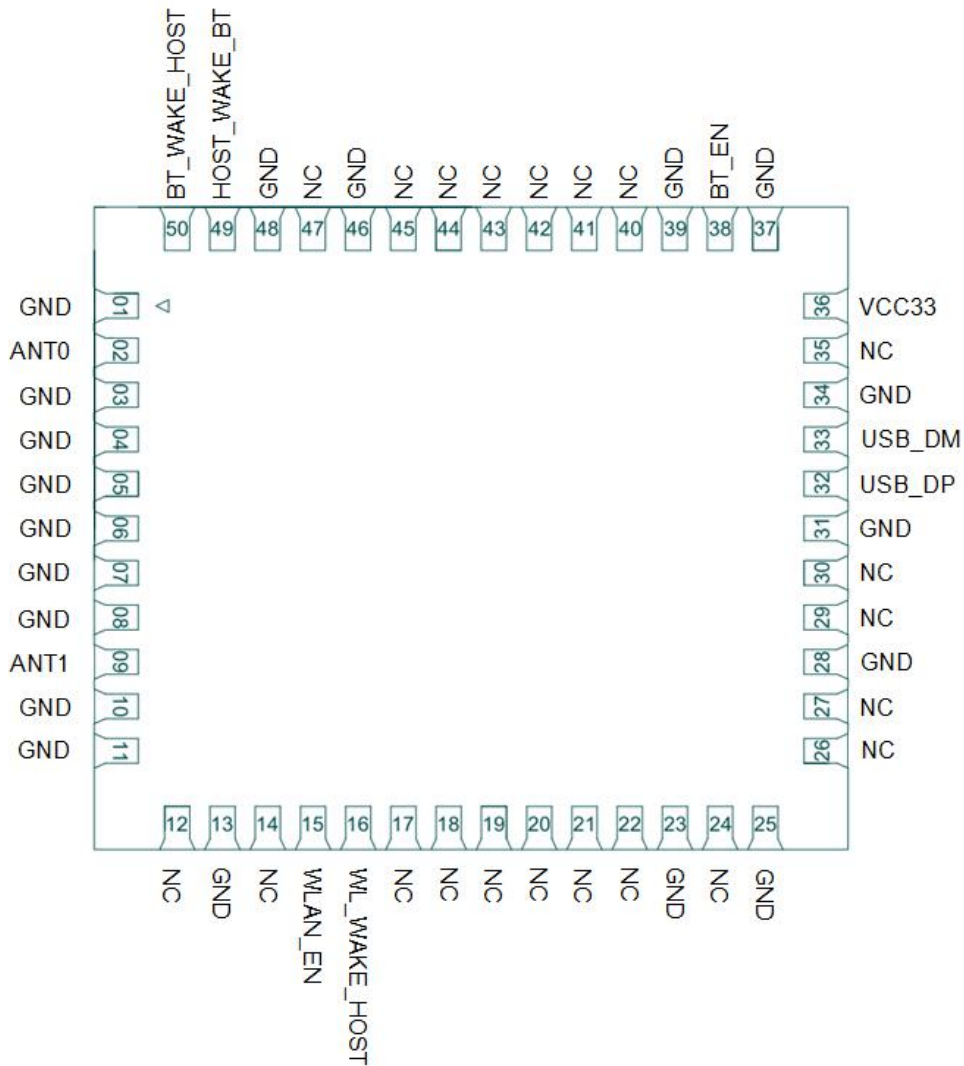 BT_WAKE_HOST
HOST_WAKE_BT
GND
NC
GND
NC
NC
NC
NC
NC
NC
GND
BT_EN
GND
50 49 48 47 46 45 44 43 42 41 40 39 38 37
GND 01 36 VCC33
ANT0 02 35 NC
GND 03 34 GND
GND 04 33 USB_DM
GND 05 32 USB_DP
GND 06 31 GND
GND 07 30 NC
GND 08 29 NC
ANT1 09 28 GND
GND 10 27 NC
GND 11 26 NC
12 13 14 15 16 17 18 19 20 21 22 23 24 25
NC
GND
NC
WLAN_EN
WL_WAKE_HOST
NC
NC
NC
NC
NC
NC
GND
NC
GND